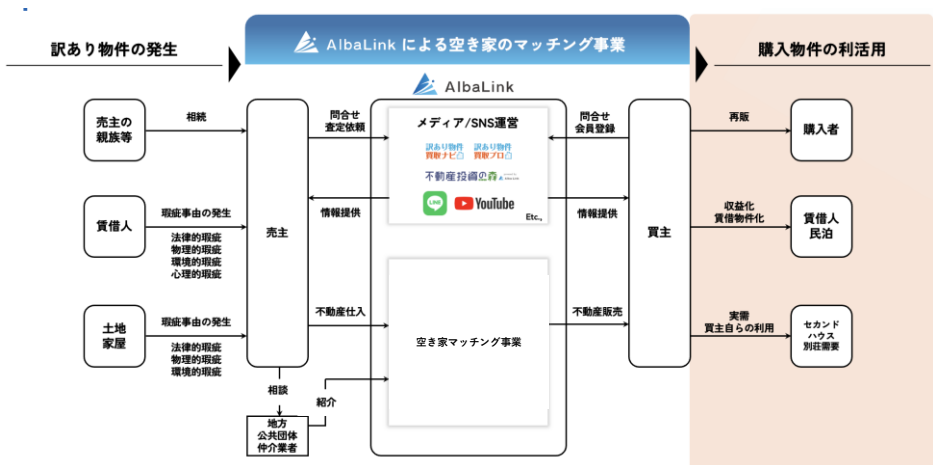 訳あり物件の発生
AlbaLink による空き家のマッチング事業
購入物件の利活用
AlbaLink
売主の
親族等
相続
賃借人
瑕疵事由の発生
法律的瑕疵
物理的瑕疵
環境的瑕疵
心理的瑕疵
土地
家屋
瑕疵事由の発生
法律的瑕疵
物理的瑕疵
環境的瑕疵
売主
問合せ
査定依頼
情報提供
不動産仕入
相談
地方
公共団体
仲介業者
紹介
メディア/SNS運営
訳あり物件
買取ナビ
訳あり物件
買取プロ
不動産投資の森
LINE
YouTube
Etc.,
空き家マッチング事業
問合せ
会員登録
情報提供
不動産販売
買主
再販
購入者
収益化
賃借物件化
賃借人
民泊
実需
買主自らの利用
セカンド
ハウス
別荘需要